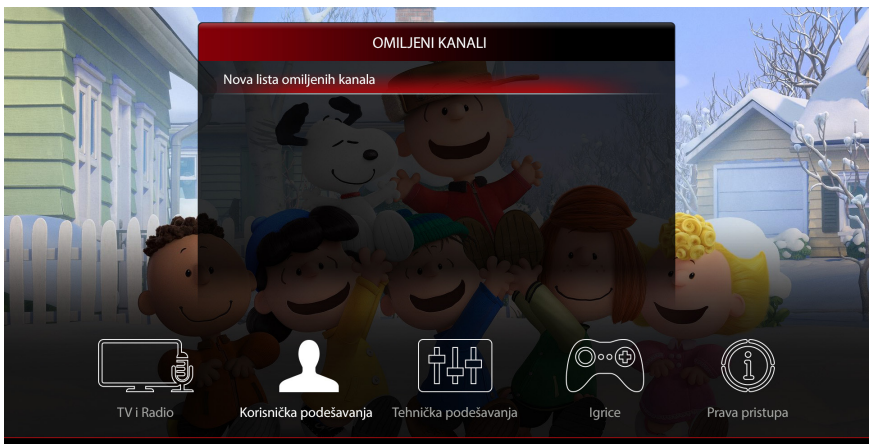 OMILJENI KANALI
Nova lista omiljenih kanala
TV i Radio
Korisnička podešavanja
Tehnička podešavanja
Igrice
Prava pristupa